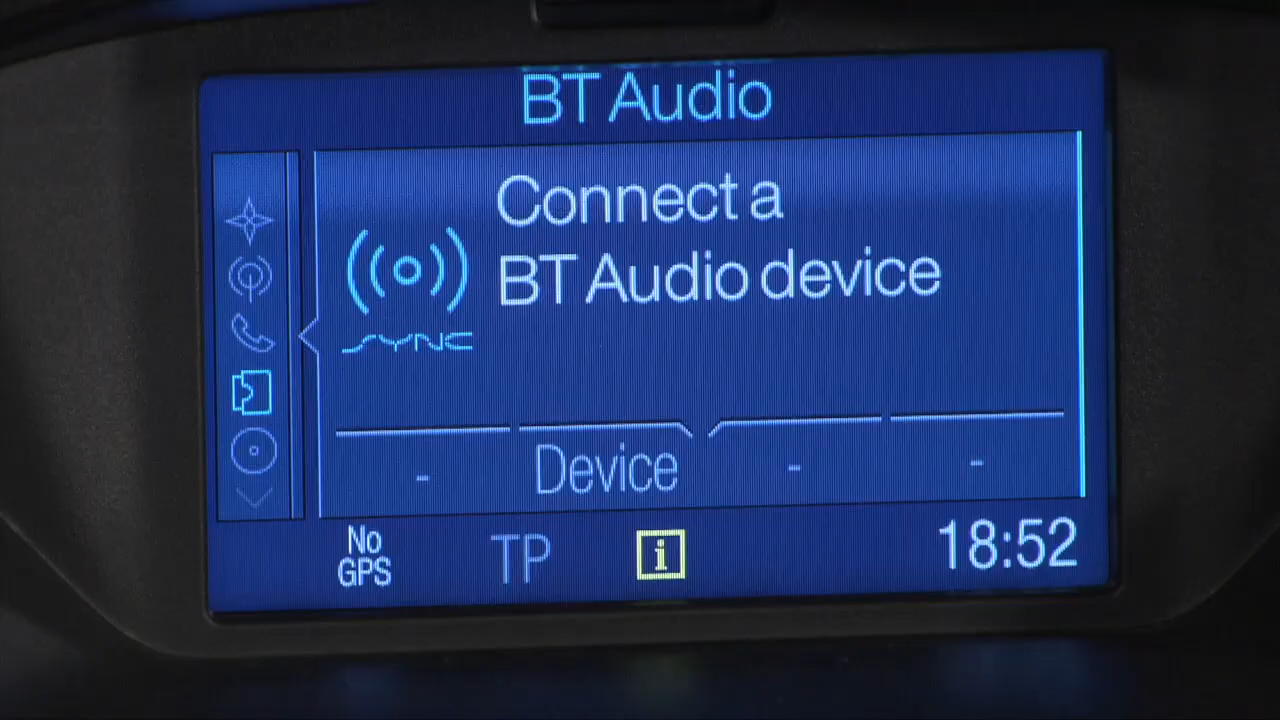 BT Audio
Connect a
BT Audio device
SYNC
- Device - -
No
GPS
TP
i
18:52